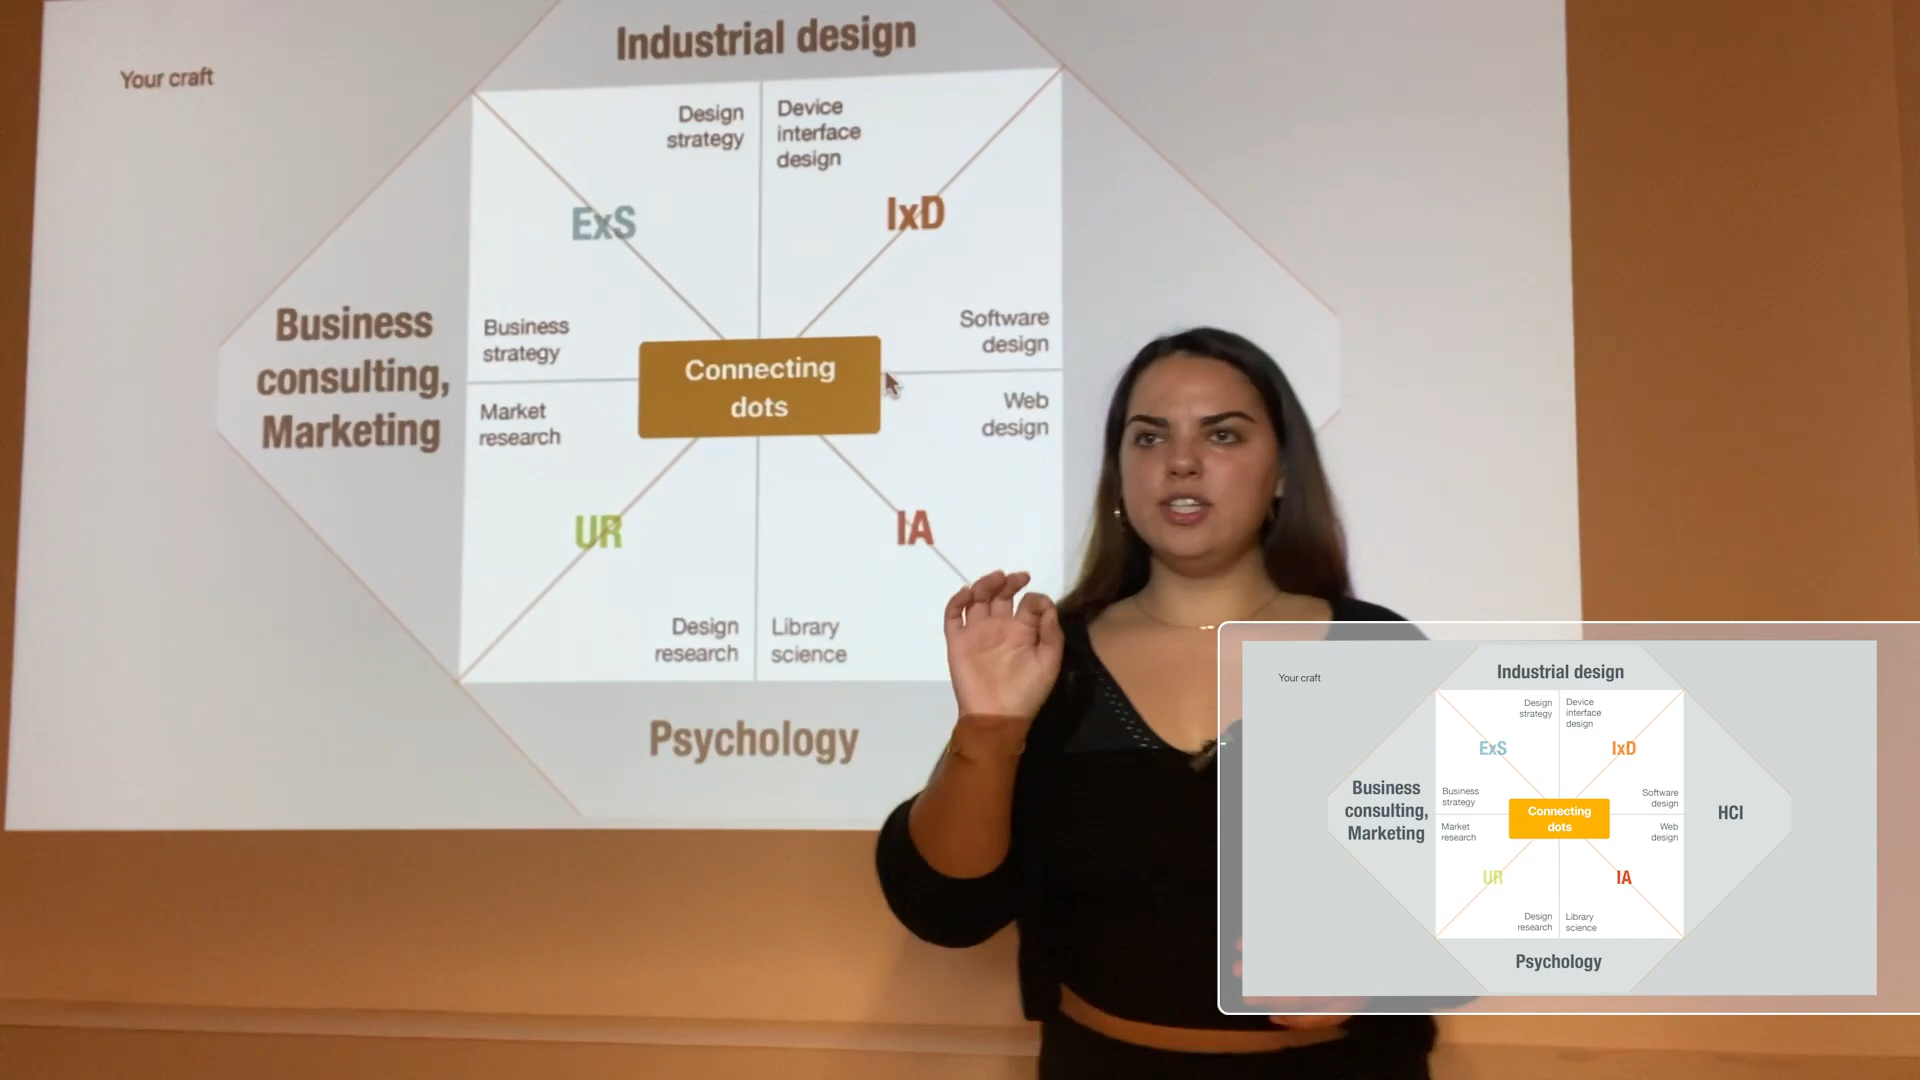 Your craft
Industrial design
Design
strategy
Device
interface
design
ExS
IxD
Business
consulting,
Marketing
Business
strategy
Software
design
Connecting
dots
Market
research
Web
design
UR
IA
Design
research
Library
science
Psychology
Your craft
Industrial design
Design
strategy
Device
interface
design
ExS
IxD
Business
consulting,
Marketing
Business
strategy
Software
design
Connecting
dots
HCI
Market
research
Web
design
UR
IA
Design
research
Library
science
Psychology